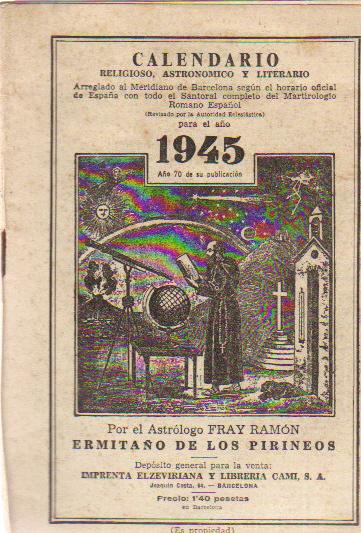 CALENDARIO
RELIGIOSO, ASTRONOMICO Y LITERARIO
Arreglado al Meridiano de Barcelona según el horario oficial
de España con todo el Santoral completo del Martirologio
Romano Español
(Revisado por la Autoridad Eclesiástica)
para el año
1945
Año 70 de su publicación
Por el Astrólogo FRAY RAMÓN
ERMITAÑO DE LOS PIRINEOS
Depósito general para la venta:
IMPRENTA ELZEVIRIANA Y LIBRERIA CAMI, S. A.
Joaquín Costa, 64. — BARCELONA
Precio: 1'40 pesetas
en Barcelona
(Es propiedad)